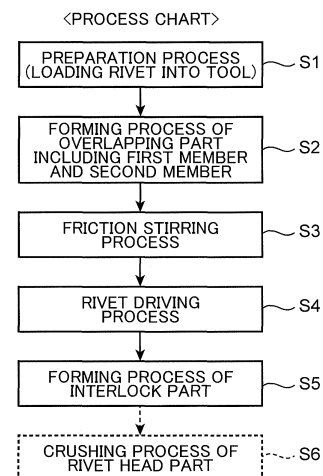 <PROCESS CHART>
PREPARATION PROCESS
(LOADING RIVET INTO TOOL)
S1
FORMING PROCESS OF
OVERLAPPING PART
INCLUDING FIRST MEMBER
AND SECOND MEMBER
S2
FRICTION STIRRING
PROCESS
S3
RIVET DRIVING
PROCESS
S4
FORMING PROCESS OF
INTERLOCK PART
S5
CRUSHING PROCESS OF
RIVET HEAD PART
S6